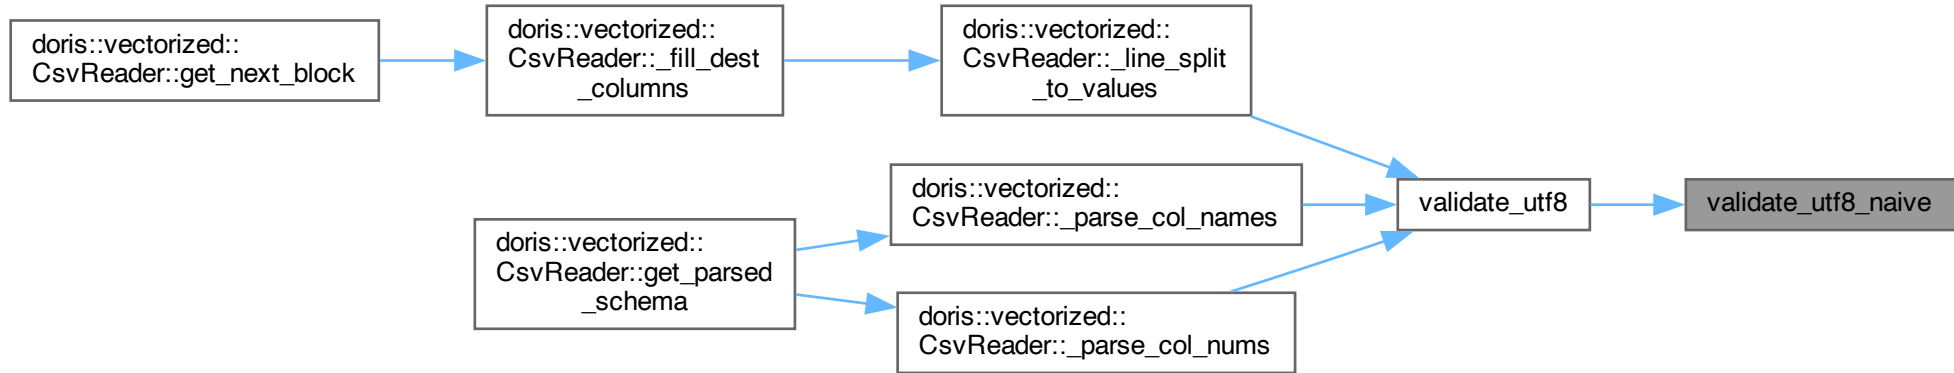 doris::vectorized::
CsvReader::get_next_block
doris::vectorized::
CsvReader::_fill_dest
_columns
doris::vectorized::
CsvReader::_line_split
_to_values
doris::vectorized::
CsvReader::get_parsed
_schema
doris::vectorized::
CsvReader::_parse_col_names
doris::vectorized::
CsvReader::_parse_col_nums
validate_utf8
validate_utf8_naive